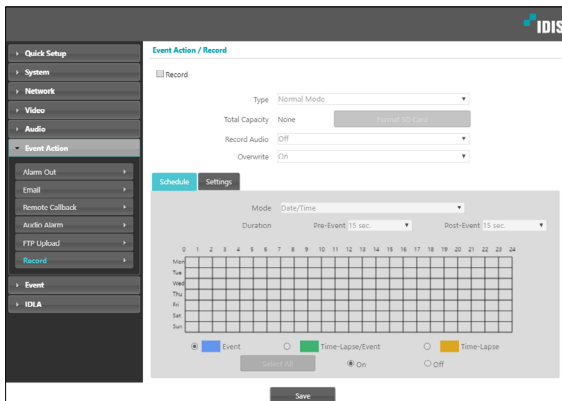 IDIS
Quick Setup
System
Network
Video
Audio
Event Action
Alarm Out
Email
Remote Callback
Audio Alarm
FTP Upload
Record
Event
IDLA
Event Action / Record
Record
Type Normal Mode
Total Capacity None Format SD Card
Record Audio Off
Overwrite On
Schedule Settings
Mode Date/Time
Duration Pre-Event 15 sec. Post-Event 15 sec.
0 1 2 3 4 5 6 7 8 9 10 11 12 13 14 15 16 17 18 19 20 21 22 23 24
Mon
Tue
Wed
Thu
Fri
Sat
Sun
Event Time-Lapse/Event Time-Lapse
Select All On Off
Save